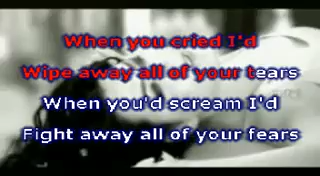 When you cried I'd
Wipe away all of your tears
When you'd scream I'd
Fight away all of your fears